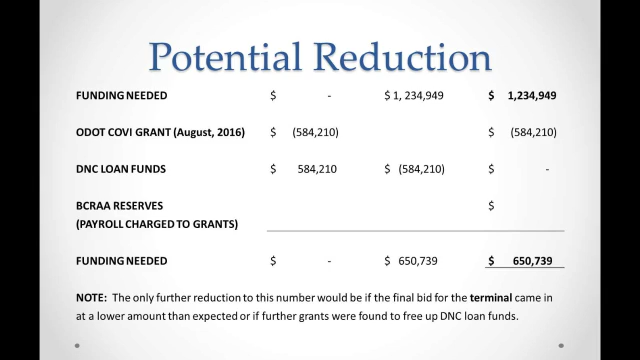 Potential Reduction
FUNDING NEEDED $ - $ 1, 234,949 $ 1,234,949
ODOT COVI GRANT (August, 2016) $ (584,210) $ (584,210)
DNC LOAN FUNDS $ 584,210 $ (584,210) $ -
BCRAA RESERVES $
(PAYROLL CHARGED TO GRANTS)
FUNDING NEEDED $ - $ 650,739 $ 650,739
NOTE: The only further reduction to this number would be if the final bid for the terminal came in
at a lower amount than expected or if further grants were found to free up DNC loan funds.